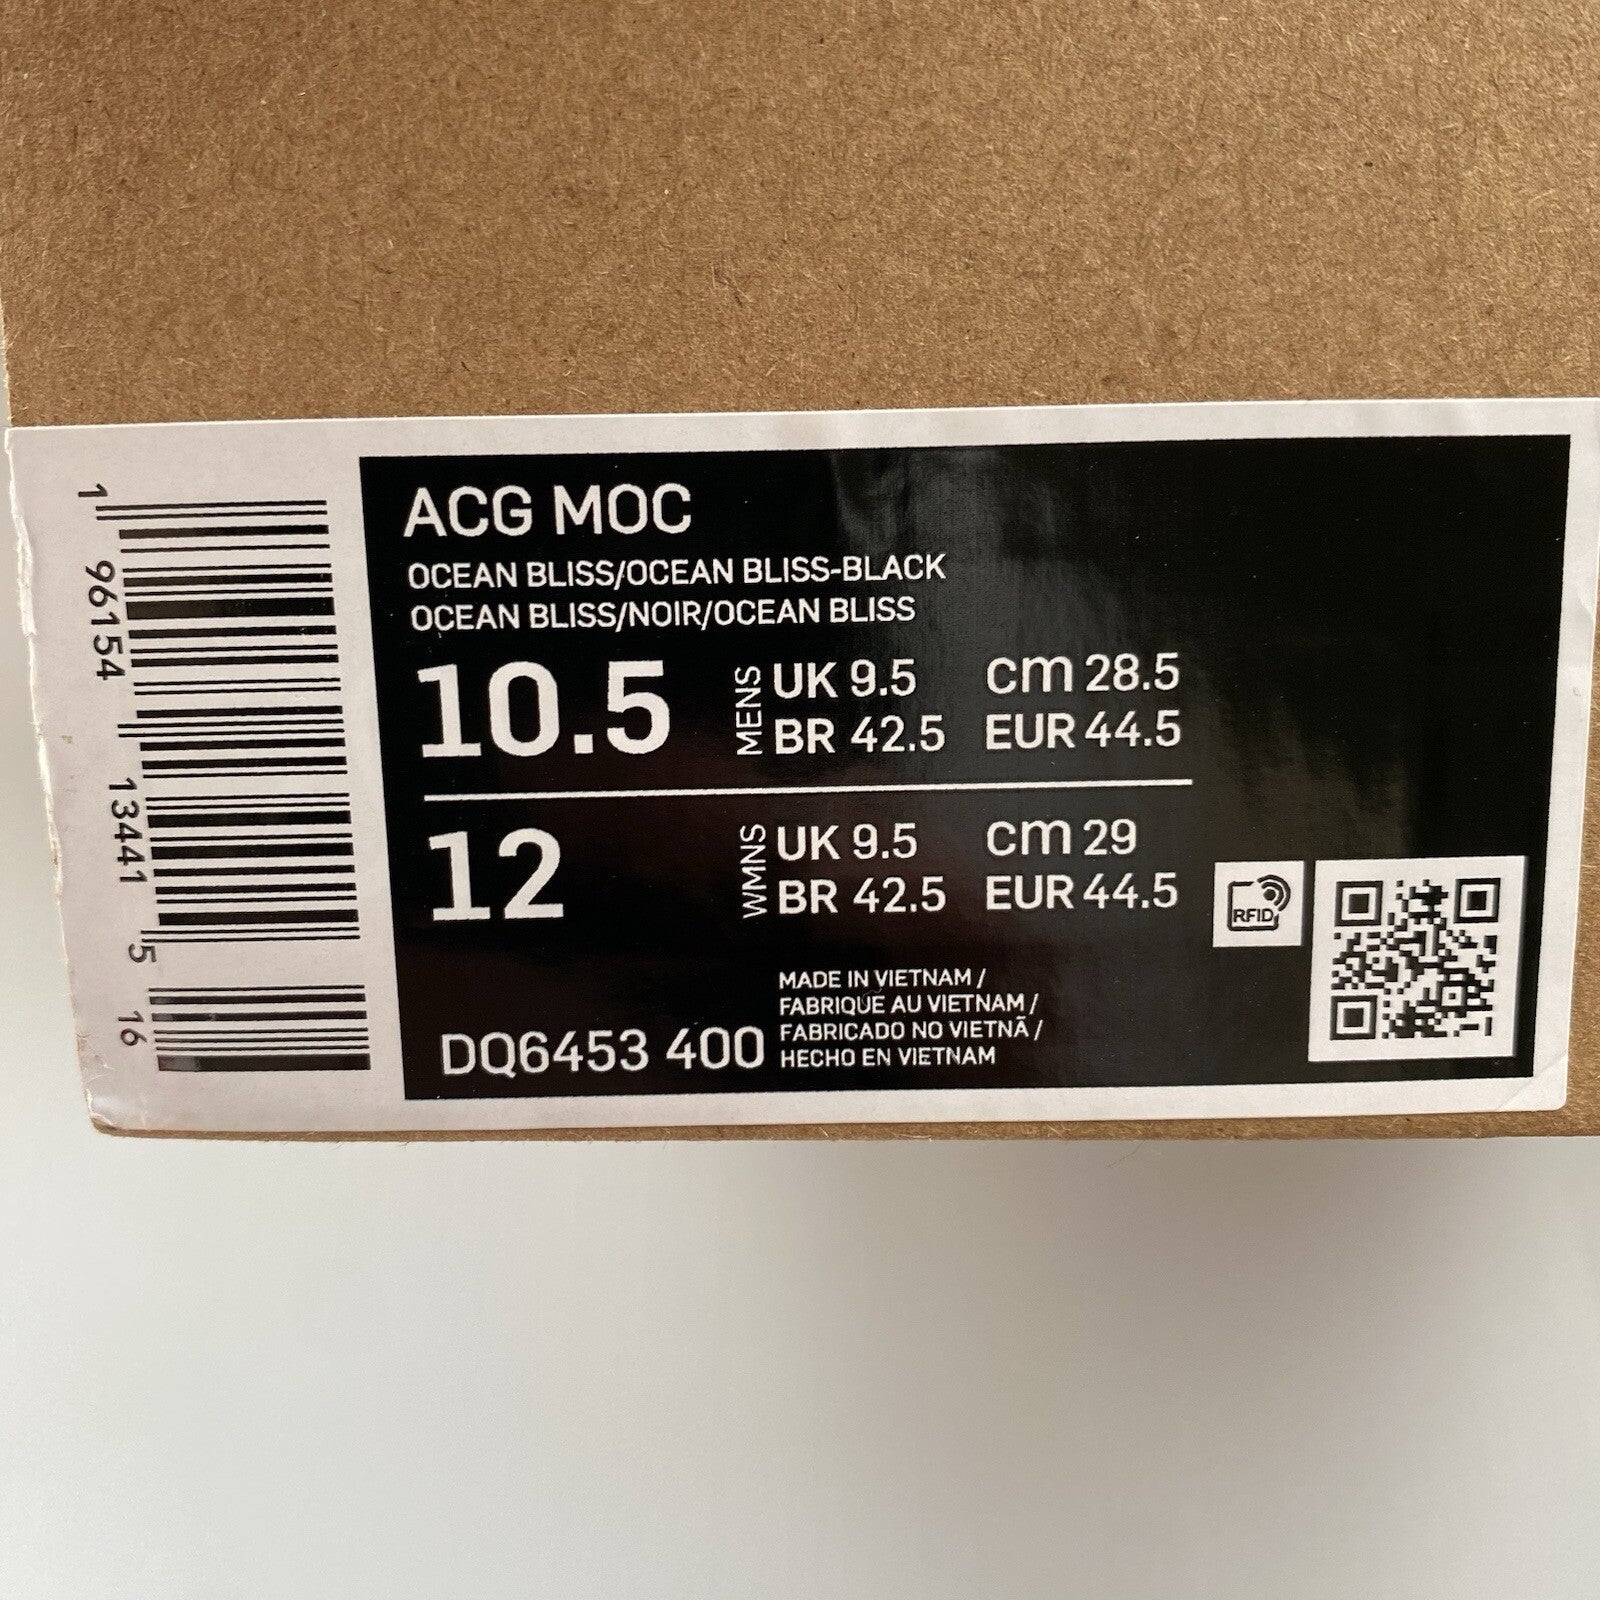 ACG MOC
OCEAN BLISS/OCEAN BLISS-BLACK
OCEAN BLISS/NOIR/OCEAN BLISS
10.5 MENS UK 9.5 cm 28.5
BR 42.5 EUR 44.5
12 WMNS UK 9.5 cm 29
BR 42.5 EUR 44.5
RFID
MADE IN VIETNAM /
FABRIQUE AU VIETNAM /
FABRICADO NO VIETNÃ /
HECHO EN VIETNAM
DQ6453 400
1 96154 13441 5 16